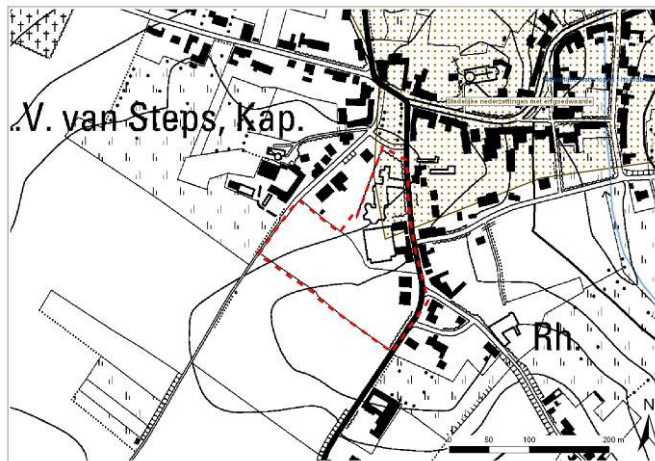 Stedelijke nederzettingen met erfgoedwaarde
.V. van Steps, Kap.
Rh.
N
0 50 100 200 m